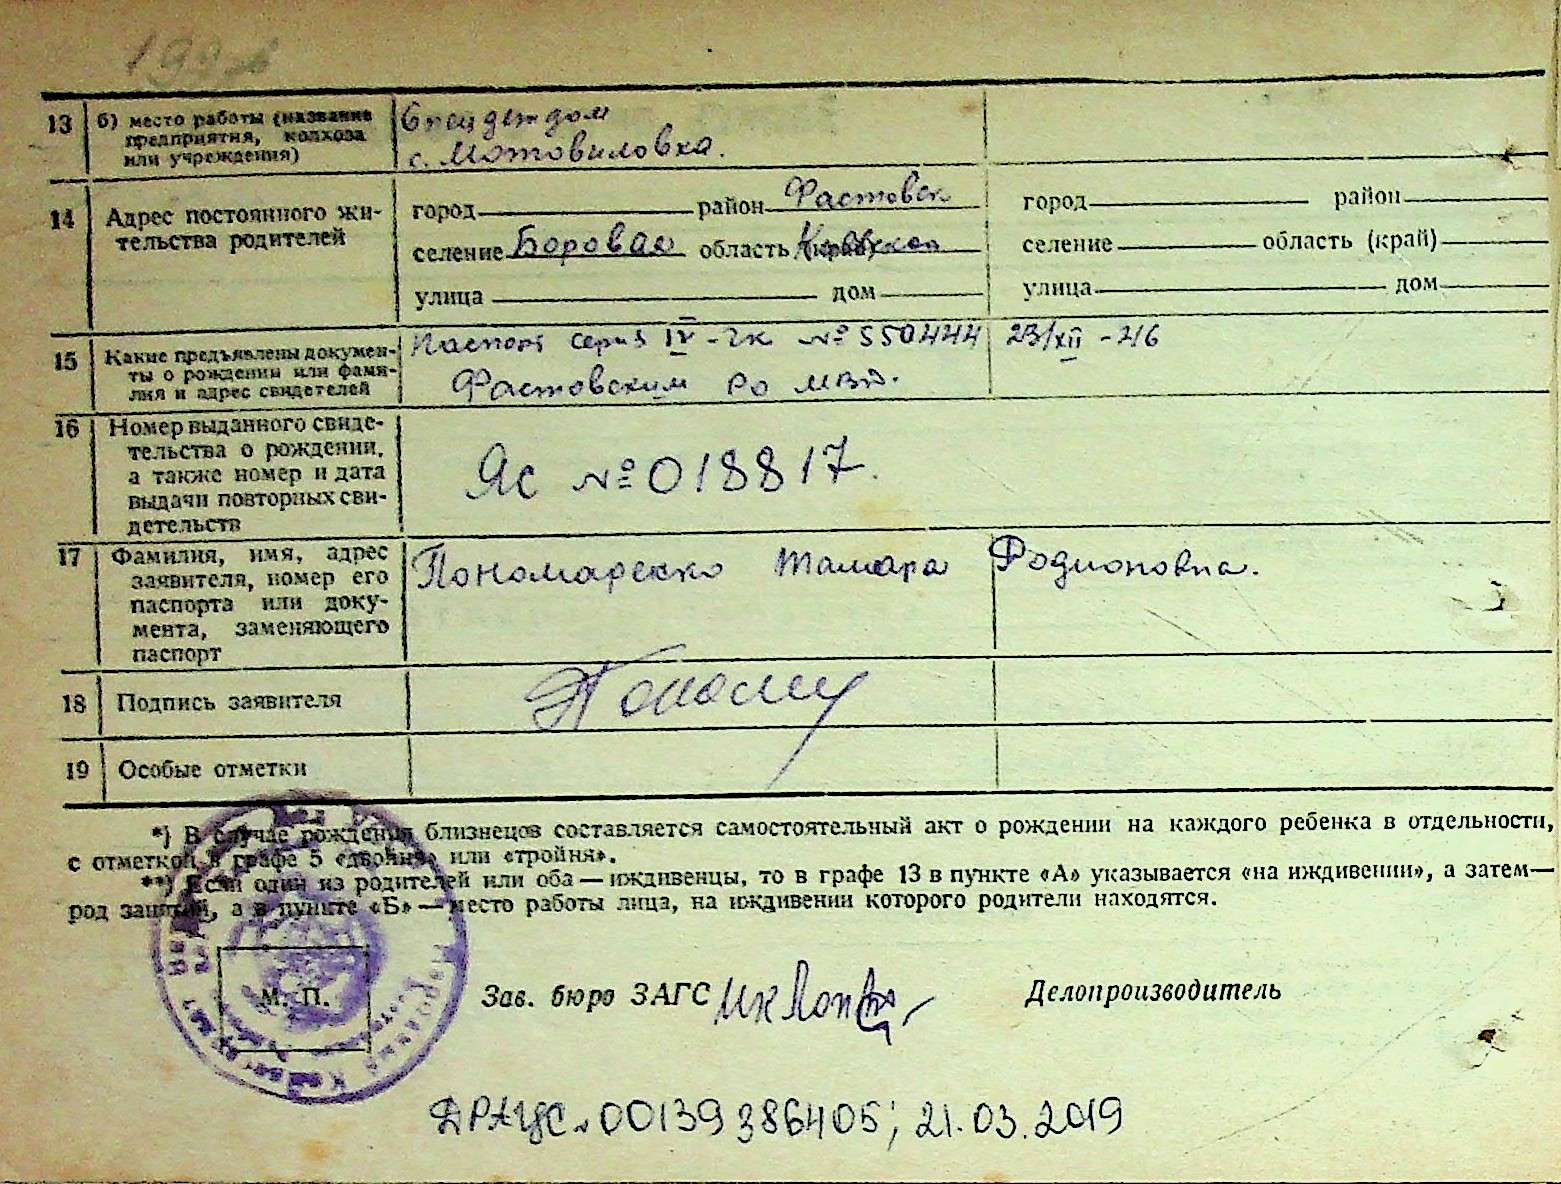 13 б) место работы (название предприятия, колхоза или учреждения)
Спецдетдом
с. Мотовиловка.
14 Адрес постоянного жительства родителей
город район Фастовск
селение Боровая область (край) Киевская
улица дом
город район
селение область (край)
улица дом
15 Какие предъявлены документы о рождении или фамилия и адрес свидетелей
Паспорт серия IV-ЧК № 550444 23/XII-46
Фастовским РО МВД.
16 Номер выданного свидетельства о рождении, а также номер и дата выдачи повторных свидетельств
Яс № 018817.
17 Фамилия, имя, адрес заявителя, номер его паспорта или документа, заменяющего паспорт
Пономаренко Тамара Родионовна.
18 Подпись заявителя
19 Особые отметки
*) В случае рождения близнецов составляется самостоятельный акт о рождении на каждого ребенка в отдельности,
с отметкой в графе 5 «двойня» или «тройня».
**) Если один из родителей или оба — иждивенцы, то в графе 13 в пункте «А» указывается «на иждивении», а затем—
род занятий, а в пункте «Б» — место работы лица, на иждивении которого родители находятся.
М. П.
Зав. бюро ЗАГС
Делопроизводитель
ДРАЦС № 00139386405; 21.03.2019